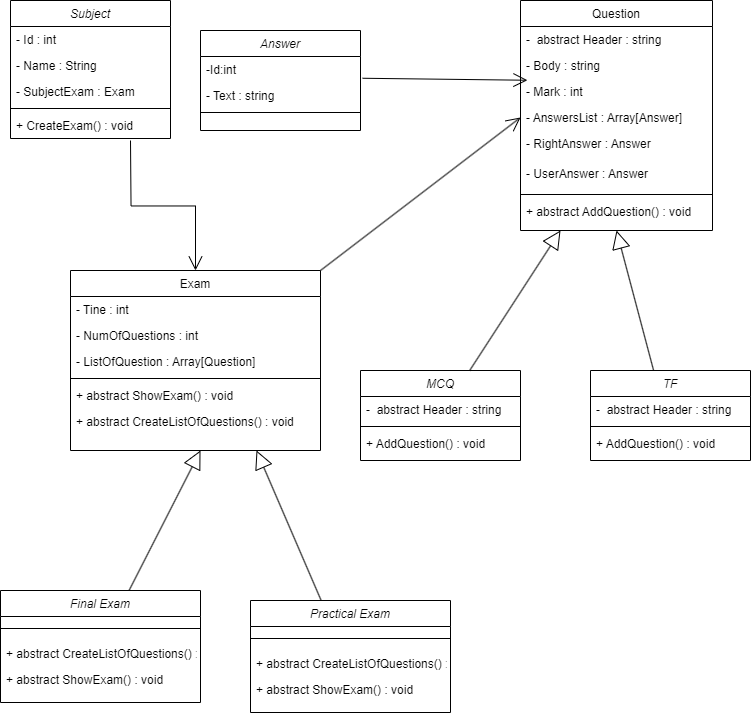 Subject
- Id : int
- Name : String
- SubjectExam : Exam
+ CreateExam() : void
Answer
-Id:int
- Text : string
Question
- abstract Header : string
- Body : string
- Mark : int
- AnswersList : Array[Answer]
- RightAnswer : Answer
- UserAnswer : Answer
+ abstract AddQuestion() : void
Exam
- Tine : int
- NumOfQuestions : int
- ListOfQuestion : Array[Question]
+ abstract ShowExam() : void
+ abstract CreateListOfQuestions() : void
MCQ
- abstract Header : string
+ AddQuestion() : void
TF
- abstract Header : string
+ AddQuestion() : void
Final Exam
+ abstract CreateListOfQuestions() :
+ abstract ShowExam() : void
Practical Exam
+ abstract CreateListOfQuestions() :
+ abstract ShowExam() : void